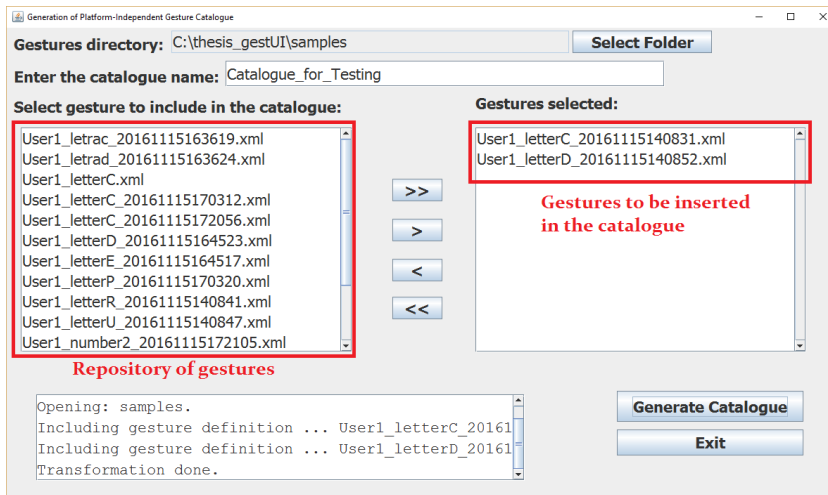 Generation of Platform-Independent Gesture Catalogue
Gestures directory: C:\thesis_gestUI\samples Select Folder
Enter the catalogue name: Catalogue_for_Testing
Select gesture to include in the catalogue:
User1_letrac_20161115163619.xml
User1_letrad_20161115163624.xml
User1_letterC.xml
User1_letterC_20161115170312.xml
User1_letterC_20161115172056.xml
User1_letterD_20161115164523.xml
User1_letterE_20161115164517.xml
User1_letterP_20161115170320.xml
User1_letterR_20161115140841.xml
User1_letterU_20161115140847.xml
User1_number2_20161115172105.xml
Repository of gestures
>>
>
<
<<
Gestures selected:
User1_letterC_20161115140831.xml
User1_letterD_20161115140852.xml
Gestures to be inserted
in the catalogue
Opening: samples.
Including gesture definition ... User1_letterC_20161
Including gesture definition ... User1_letterD_20161
Transformation done.
Generate Catalogue
Exit